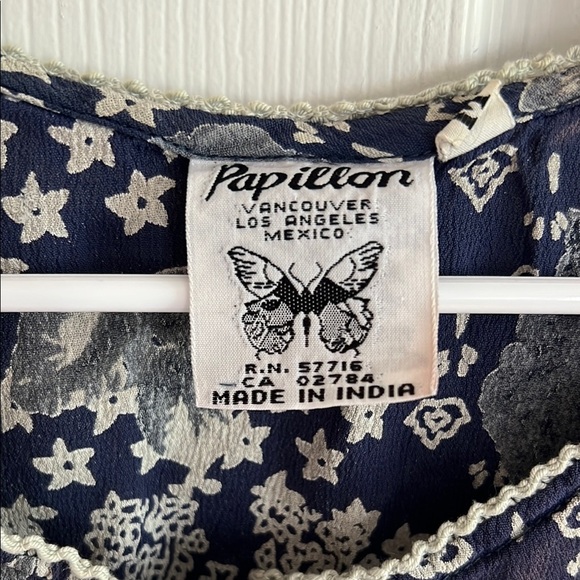 Papillon
VANCOUVER
LOS ANGELES
MEXICO
R.N. 57716
CA 02784
MADE IN INDIA